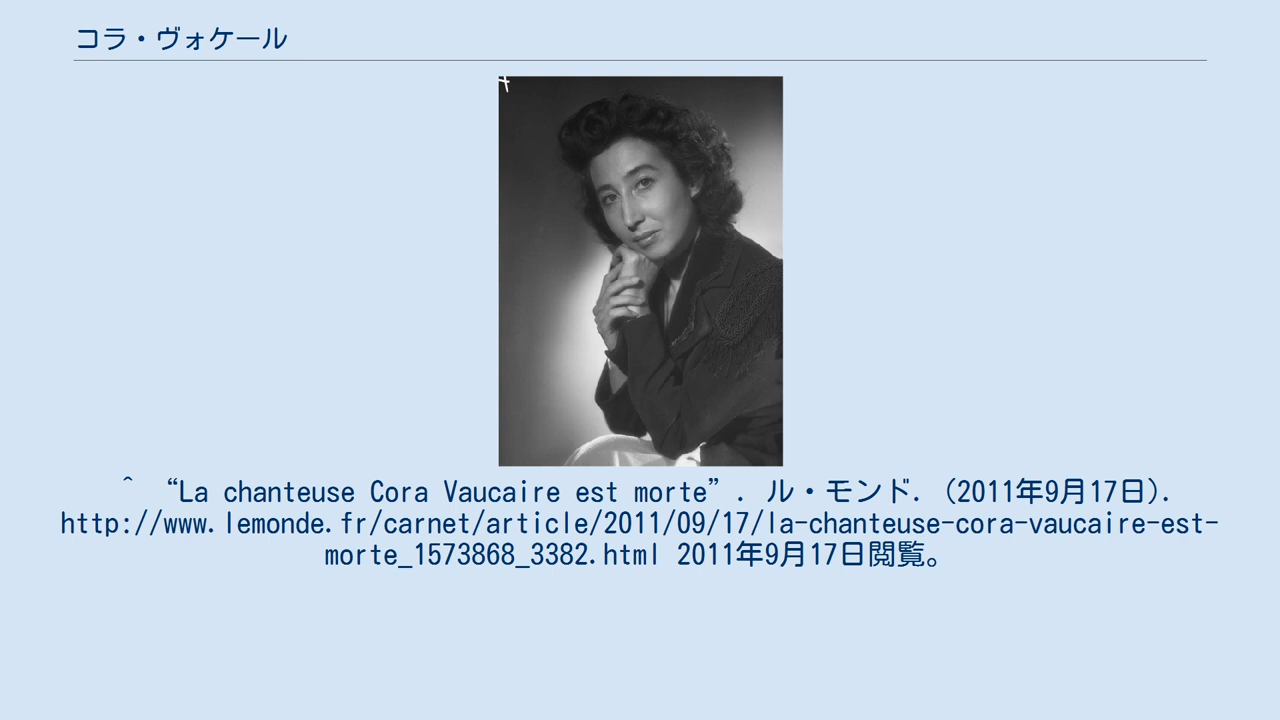 コラ・ヴォケール
^ “La chanteuse Cora Vaucaire est morte”. ル・モンド. (2011年9月17日).
http://www.lemonde.fr/carnet/article/2011/09/17/la-chanteuse-cora-vaucaire-est-
morte_1573868_3382.html 2011年9月17日閲覧。